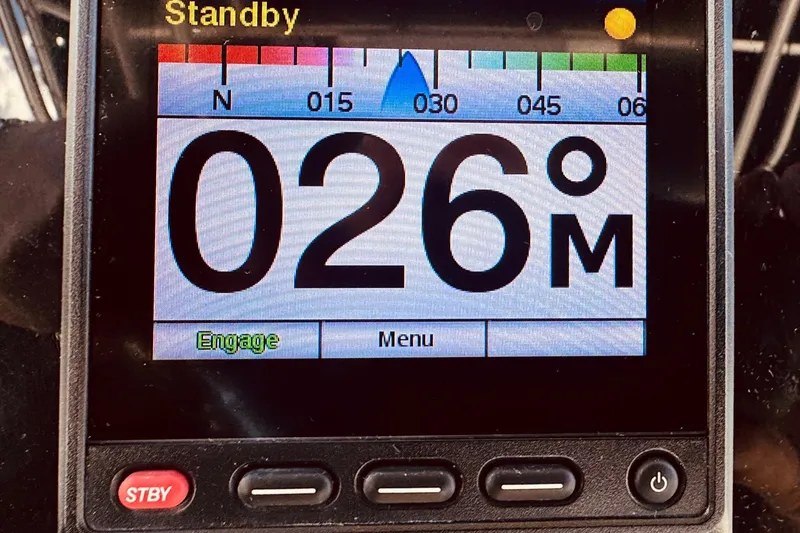 Standby
N 015 030 045 06
026° M
Engage Menu
STBY